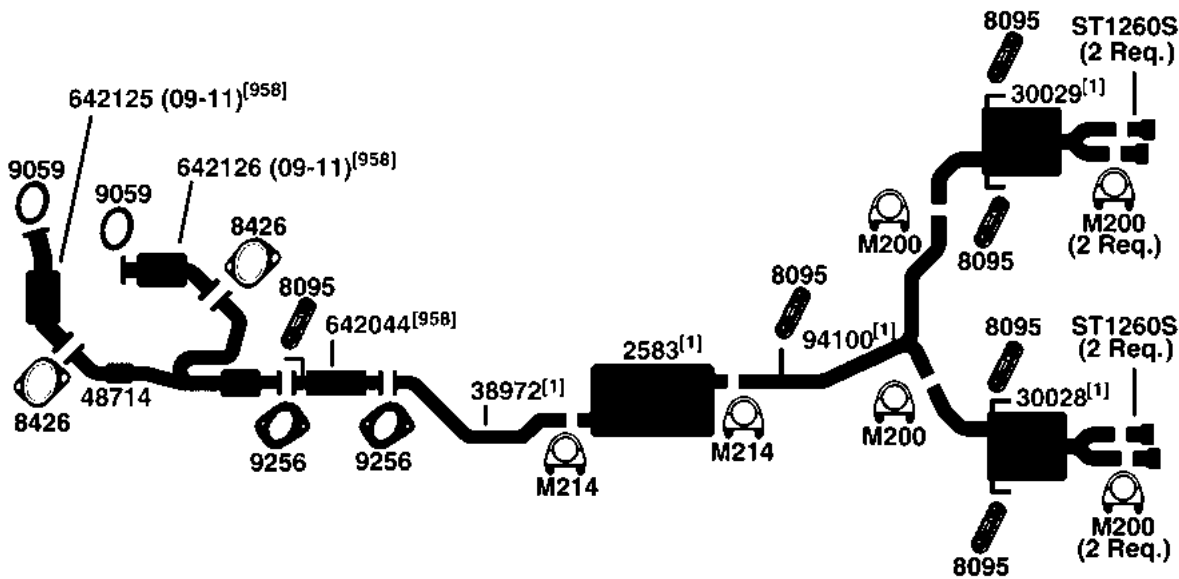 8095
ST1260S
(2 Req.)
30029[1]
642125 (09-11)[958]
642126 (09-11)[958]
9059
9059
8426
M200
M200
(2 Req.)
8095
8095
8095
642044[958]
2583[1]
94100[1]
8095
ST1260S
(2 Req.)
48714
38972[1]
30028[1]
8426
M200
9256
9256
M214
M214
M200
(2 Req.)
8095